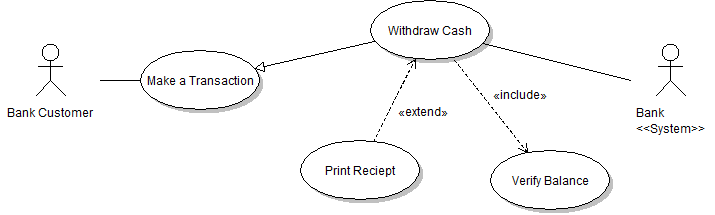 Withdraw Cash
Make a Transaction
«include»
Bank Customer
«extend»
Bank
<<System>>
Print Reciept
Verify Balance